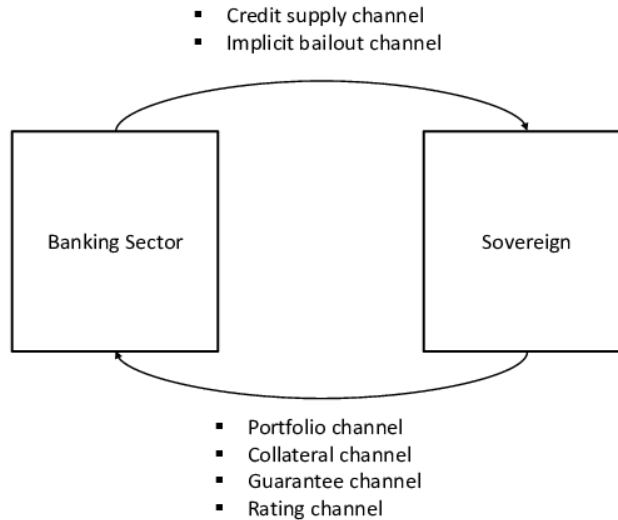 ▪ Credit supply channel
▪ Implicit bailout channel
Banking Sector
Sovereign
▪ Portfolio channel
▪ Collateral channel
▪ Guarantee channel
▪ Rating channel